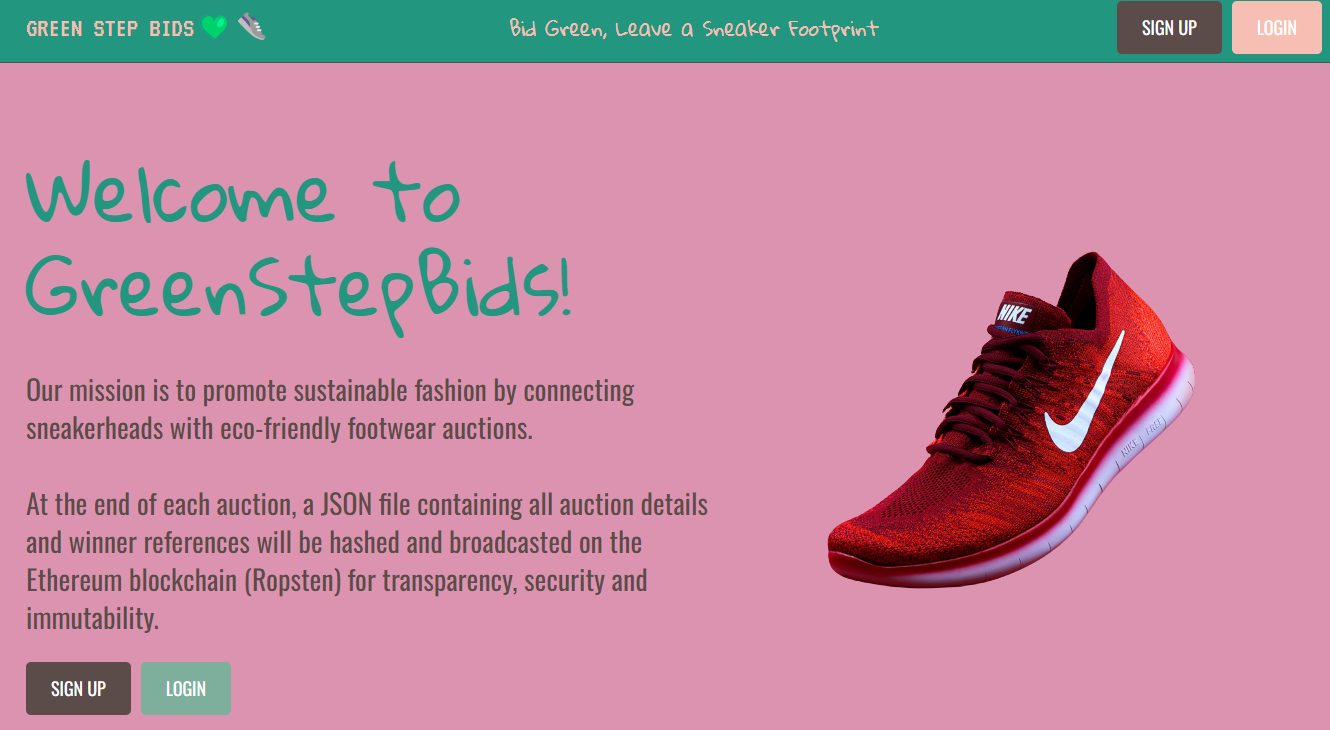 GREEN STEP BIDS
Bid Green, Leave a Sneaker Footprint
SIGN UP
LOGIN
Welcome to
GreenStepBids!
Our mission is to promote sustainable fashion by connecting
sneakerheads with eco-friendly footwear auctions.
At the end of each auction, a JSON file containing all auction details
and winner references will be hashed and broadcasted on the
Ethereum blockchain (Ropsten) for transparency, security and
immutability.
SIGN UP
LOGIN
NIKE
NIKE FREE